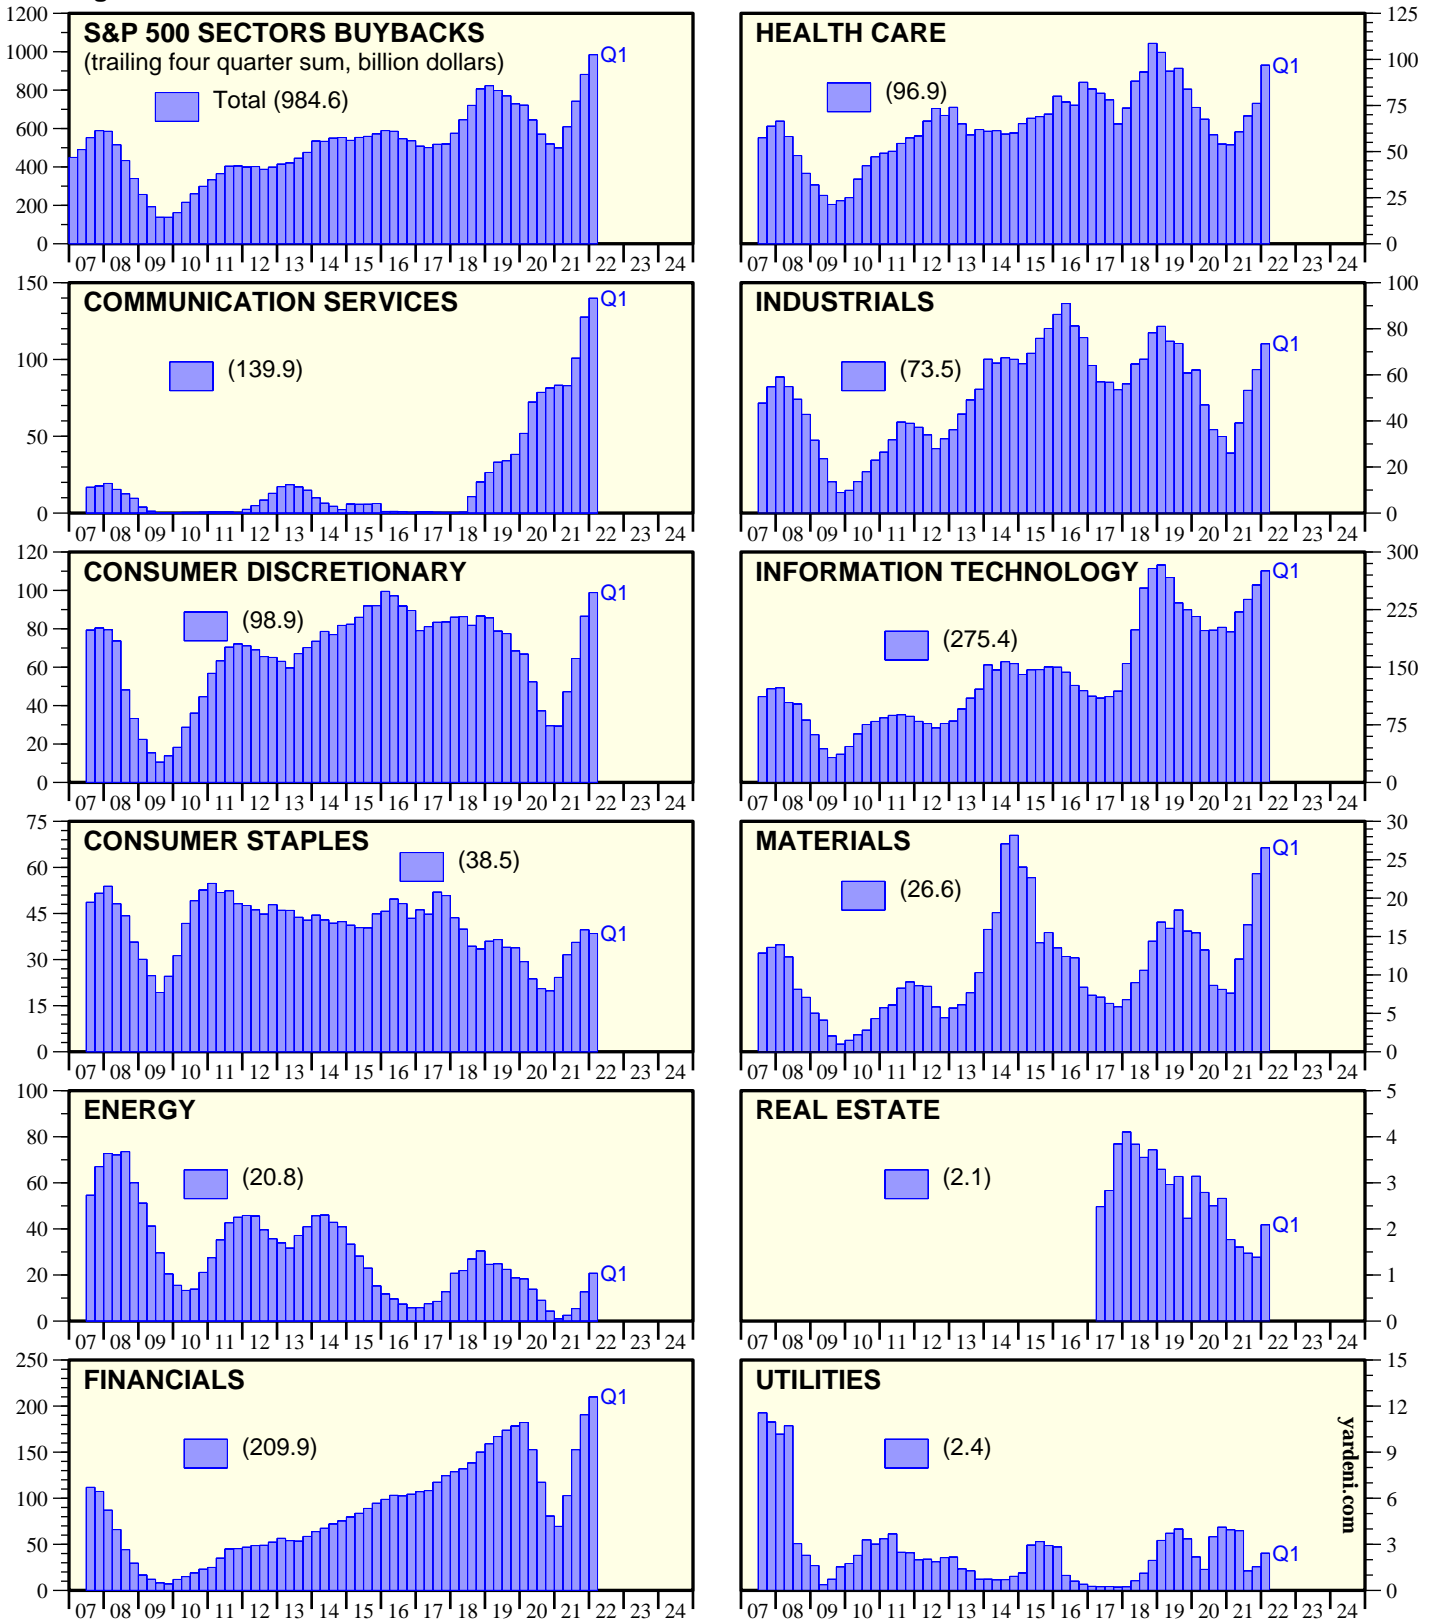 1200
1000
800
600
400
200
0
S&P 500 SECTORS BUYBACKS
(trailing four quarter sum, billion dollars)
Total (984.6)
Q1
07 08 09 10 11 12 13 14 15 16 17 18 19 20 21 22 23 24
HEALTH CARE
(96.9)
Q1
125
100
75
50
25
0
07 08 09 10 11 12 13 14 15 16 17 18 19 20 21 22 23 24
150
100
50
0
COMMUNICATION SERVICES
(139.9)
Q1
07 08 09 10 11 12 13 14 15 16 17 18 19 20 21 22 23 24
INDUSTRIALS
(73.5)
Q1
100
80
60
40
20
0
07 08 09 10 11 12 13 14 15 16 17 18 19 20 21 22 23 24
120
100
80
60
40
20
0
CONSUMER DISCRETIONARY
(98.9)
Q1
07 08 09 10 11 12 13 14 15 16 17 18 19 20 21 22 23 24
INFORMATION TECHNOLOGY
(275.4)
Q1
300
225
150
75
0
07 08 09 10 11 12 13 14 15 16 17 18 19 20 21 22 23 24
75
60
45
30
15
0
CONSUMER STAPLES
(38.5)
Q1
07 08 09 10 11 12 13 14 15 16 17 18 19 20 21 22 23 24
MATERIALS
(26.6)
Q1
30
25
20
15
10
5
0
07 08 09 10 11 12 13 14 15 16 17 18 19 20 21 22 23 24
100
80
60
40
20
0
ENERGY
(20.8)
Q1
07 08 09 10 11 12 13 14 15 16 17 18 19 20 21 22 23 24
REAL ESTATE
(2.1)
Q1
5
4
3
2
1
0
07 08 09 10 11 12 13 14 15 16 17 18 19 20 21 22 23 24
250
200
150
100
50
0
FINANCIALS
(209.9)
Q1
07 08 09 10 11 12 13 14 15 16 17 18 19 20 21 22 23 24
UTILITIES
(2.4)
Q1
15
12
9
6
3
0
07 08 09 10 11 12 13 14 15 16 17 18 19 20 21 22 23 24
yardeni.com